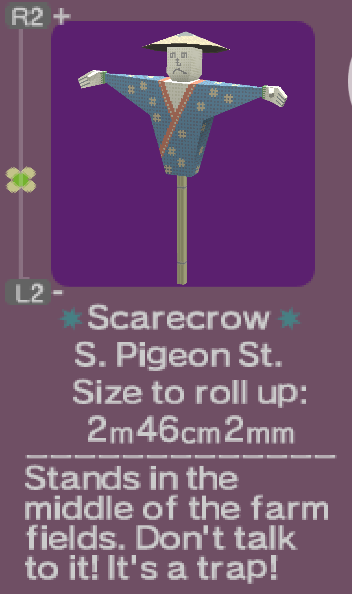 R2 +
L2 -
Scarecrow
S. Pigeon St.
Size to roll up:
2m46cm2mm
Stands in the
middle of the farm
fields. Don't talk
to it! It's a trap!